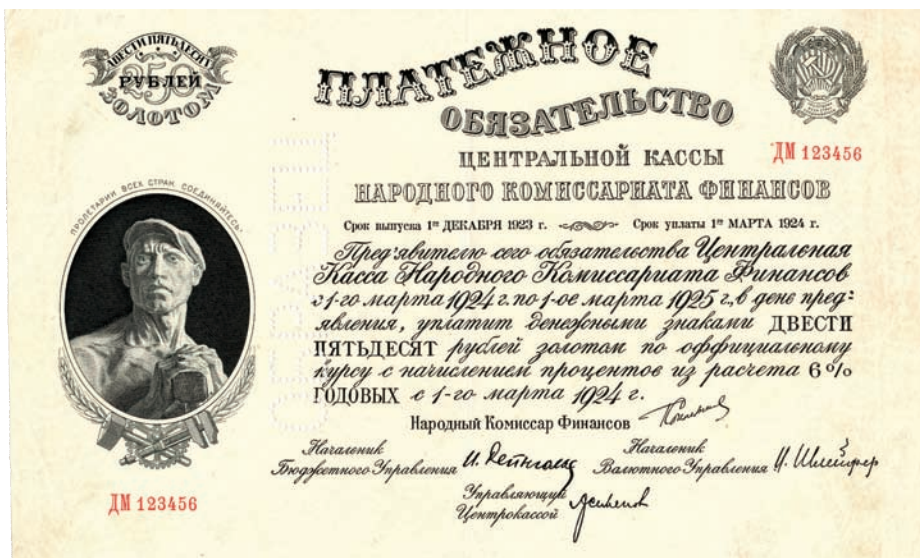 ДВЕСТИ ПЯТЬДЕСЯТ
250
РУБЛЕЙ
ЗОЛОТОМ
ПЛАТЕЖНОЕ
ОБЯЗАТЕЛЬСТВО
ЦЕНТРАЛЬНОЙ КАССЫ
НАРОДНОГО КОМИССАРИАТА ФИНАНСОВ
ДМ 123456
ПРОЛЕТАРИИ ВСЕХ СТРАН, СОЕДИНЯЙТЕСЬ!
ОБРАЗЕЦ
Срок выпуска 1го ДЕКАБРЯ 1923 г. Срок уплаты 1го МАРТА 1924 г.
Пред'явителю сего обязательства Центральная
Касса Народного Комиссариата Финансов
с 1-го марта 1924 г. по 1-ое марта 1925 г., в день пред=
явления, уплатит денежными знаками ДВЕСТИ
ПЯТЬДЕСЯТ рублей золотом по оффициальному
курсу с начислением процентов из расчета 6%
ГОДОВЫХ с 1-го марта 1924 г.
Народный Комиссар Финансов
Начальник
Бюджетного Управления
Начальник
Валютного Управления
Управляющий
Центрокассой
ДМ 123456